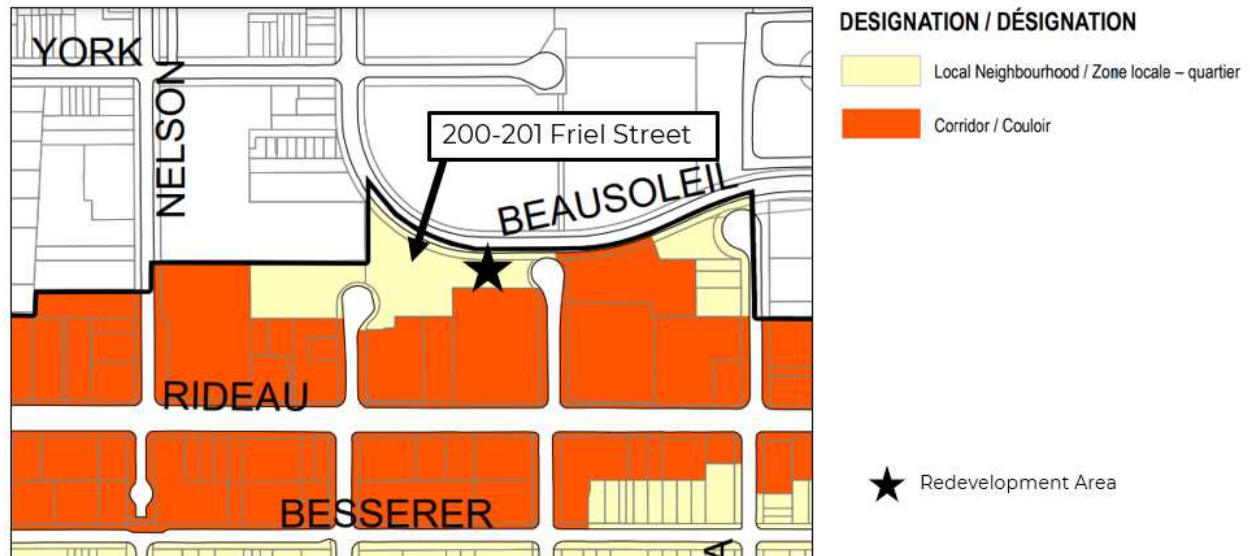 DESIGNATION / DÉSIGNATION
Local Neighbourhood / Zone locale – quartier
Corridor / Couloir
YORK
NELSON
200-201 Friel Street
BEAUSOLEIL
RIDEAU
BESSERER
Redevelopment Area